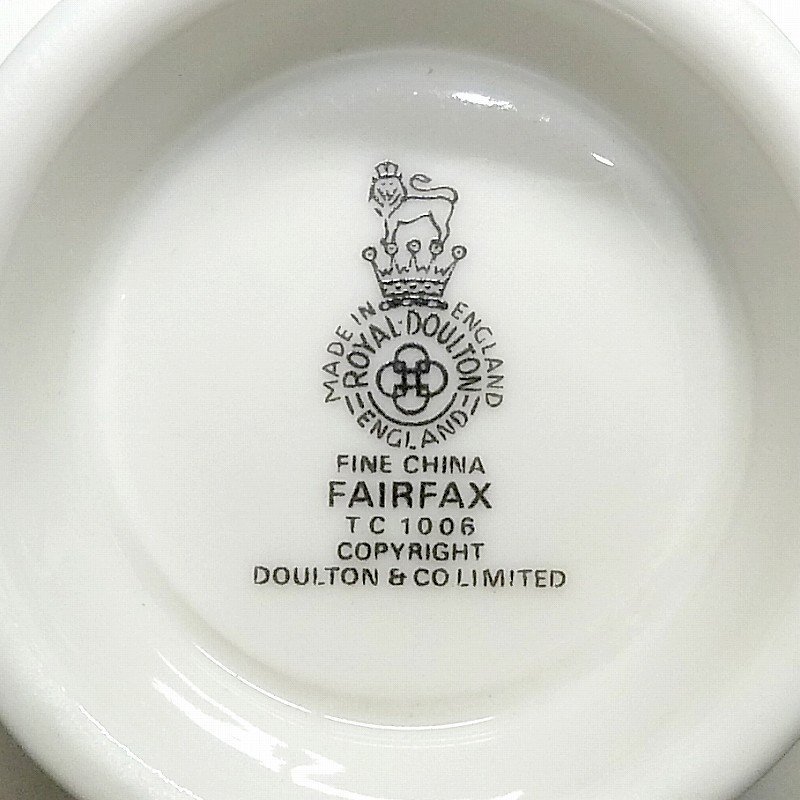 MADE IN ENGLAND
ROYAL·DOULTON
ENGLAND
FINE CHINA
FAIRFAX
TC 1006
COPYRIGHT
DOULTON & CO LIMITED